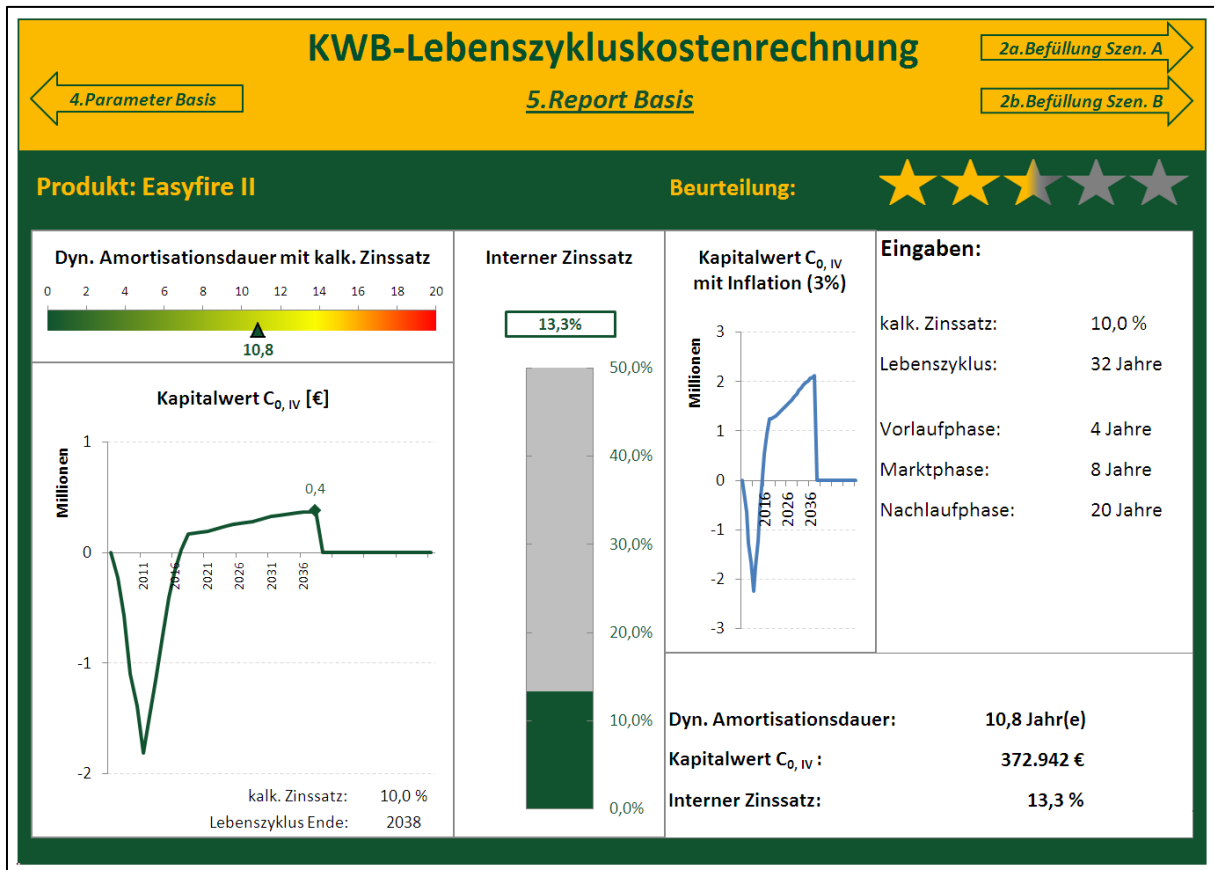 KWB-Lebenszykluskostenrechnung
2a.Befüllung Szen. A
4.Parameter Basis
5.Report Basis
2b.Befüllung Szen. B
Produkt: Easyfire II
Beurteilung:
Dyn. Amortisationsdauer mit kalk. Zinssatz
0 2 4 6 8 10 12 14 16 18 20
10,8
Kapitalwert C0, IV [€]
Millionen
1
0
-1
-2
0,4
2011 2016 2021 2026 2031 2036
kalk. Zinssatz: 10,0 %
Lebenszyklus Ende: 2038
Interner Zinssatz
13,3%
50,0%
40,0%
30,0%
20,0%
10,0%
0,0%
Kapitalwert C0, IV
mit Inflation (3%)
Millionen
3
2
1
0
-1
-2
-3
2016 2026 2036
Eingaben:
kalk. Zinssatz: 10,0 %
Lebenszyklus: 32 Jahre
Vorlaufphase: 4 Jahre
Marktphase: 8 Jahre
Nachlaufphase: 20 Jahre
Dyn. Amortisationsdauer: 10,8 Jahr(e)
Kapitalwert C0, IV : 372.942 €
Interner Zinssatz: 13,3 %